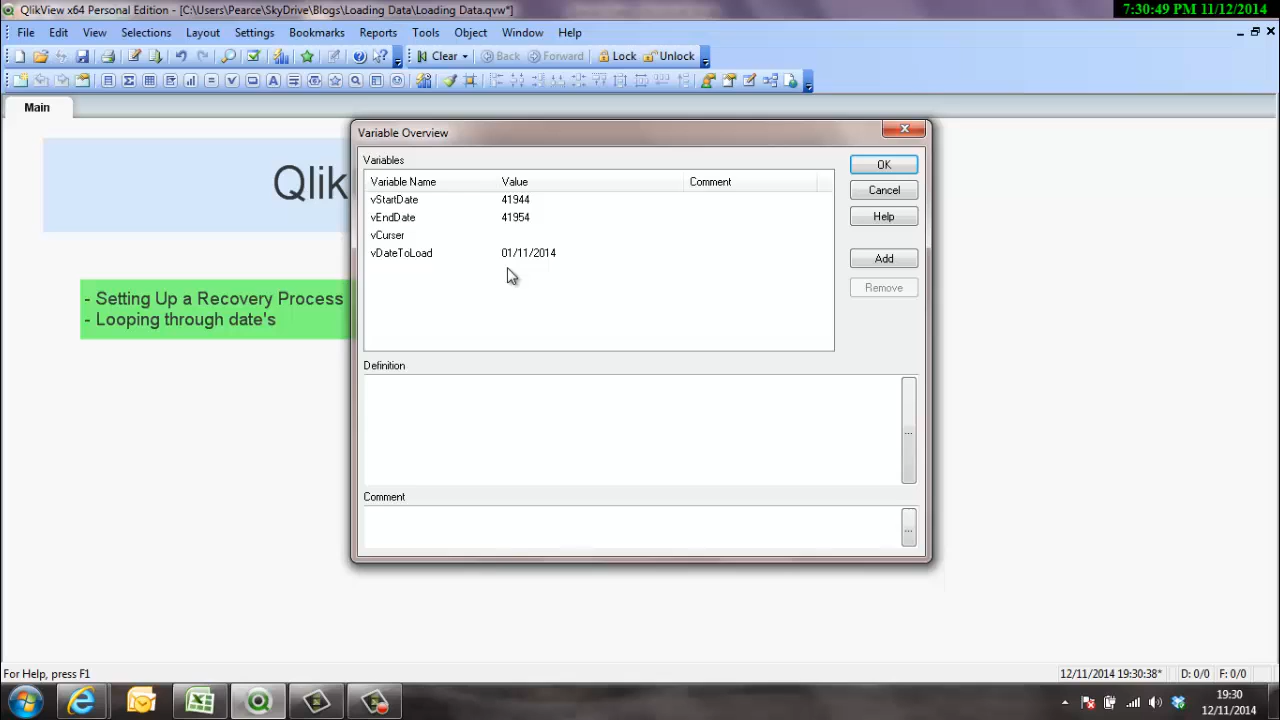 QlikView x64 Personal Edition - [C:\Users\Pearce\SkyDrive\Blogs\Loading Data\Loading Data.qvw*]
7:30:49 PM 11/12/2014
File Edit View Selections Layout Settings Bookmarks Reports Tools Object Window Help
Clear Back Forward Lock Unlock
Main
Variable Overview
Qlik
Variables
Variable Name Value Comment
vStartDate 41944
vEndDate 41954
vCurser
vDateToLoad 01/11/2014
OK
Cancel
Help
Add
Remove
- Setting Up a Recovery Process
- Looping through date's
Definition
...
Comment
...
For Help, press F1
12/11/2014 19:30:38* D: 0/0 F: 0/0
19:30
12/11/2014